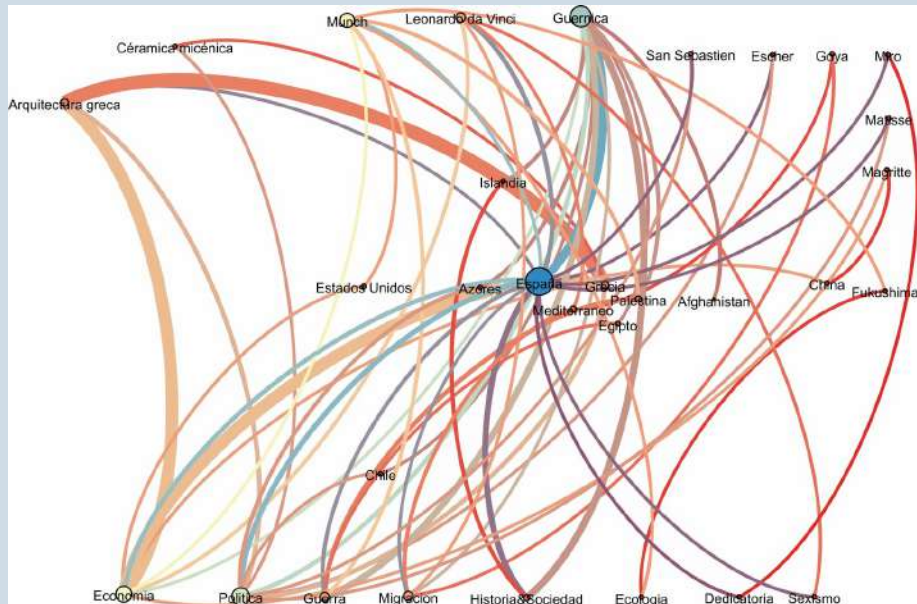 Munch
Leonardo da Vinci
Guernica
Céramica micénica
San Sebastien
Escher
Goya
Miro
Arquitectura greca
Matisse
Magritte
Islandia
Estados Unidos
Azores
España
Grecia
Mediterraneo
Palestina
Egipto
Afghanistan
China
Fukushima
Chile
Economia
Politica
Guerra
Migracion
Historia&Sociedad
Ecologia
Dedicatoria
Sexismo